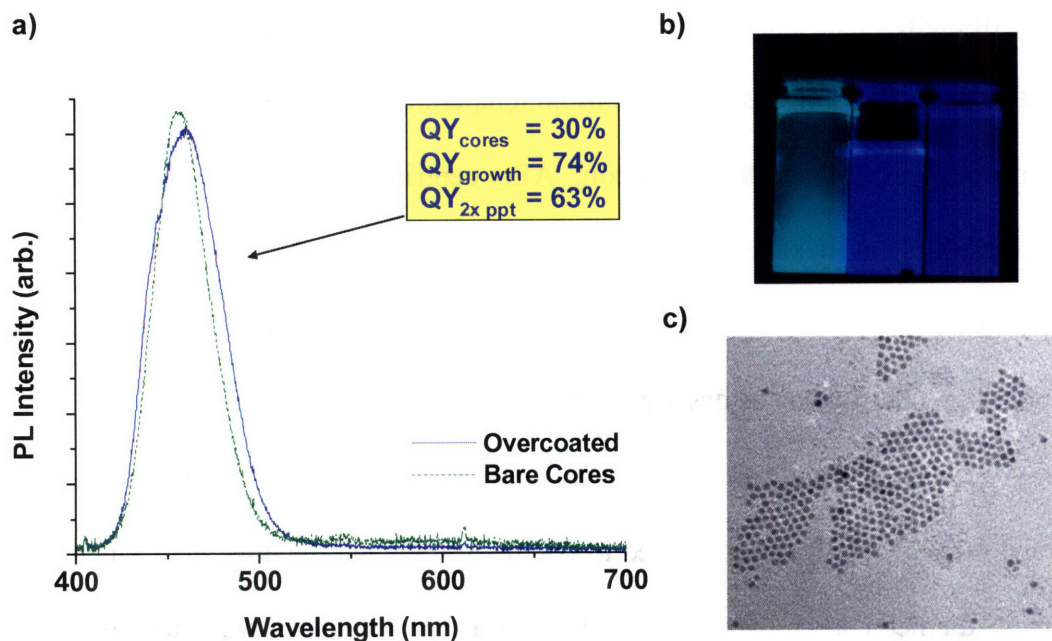 a)
QYcores = 30%
QYgrowth = 74%
QY2x ppt = 63%
PL Intensity (arb.)
Overcoated
Bare Cores
400
500
600
700
Wavelength (nm)
b)
c)